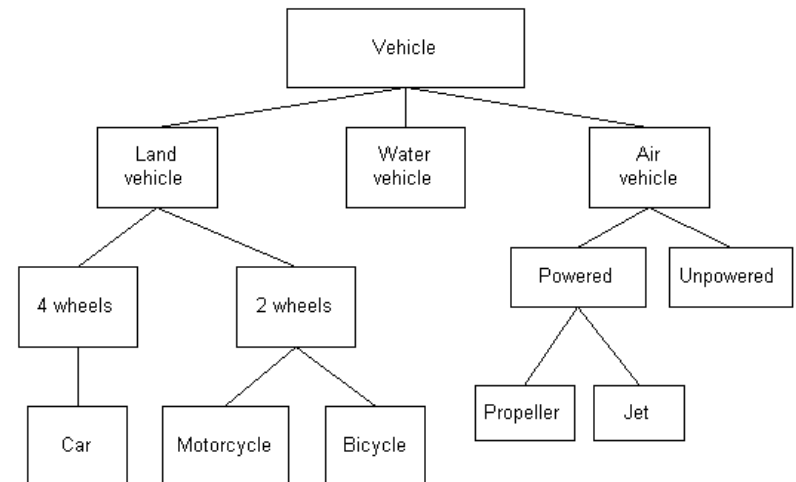 Vehicle
Land
vehicle
Water
vehicle
Air
vehicle
4 wheels
2 wheels
Powered
Unpowered
Car
Motorcycle
Bicycle
Propeller
Jet